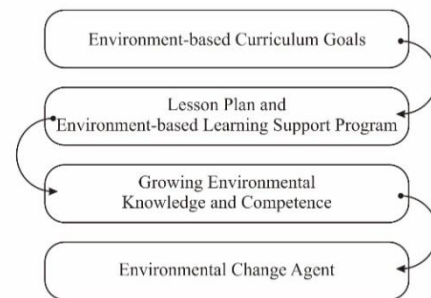 Environment-based Curriculum Goals
Lesson Plan and
Environment-based Learning Support Program
Growing Environmental
Knowledge and Competence
Environmental Change Agent